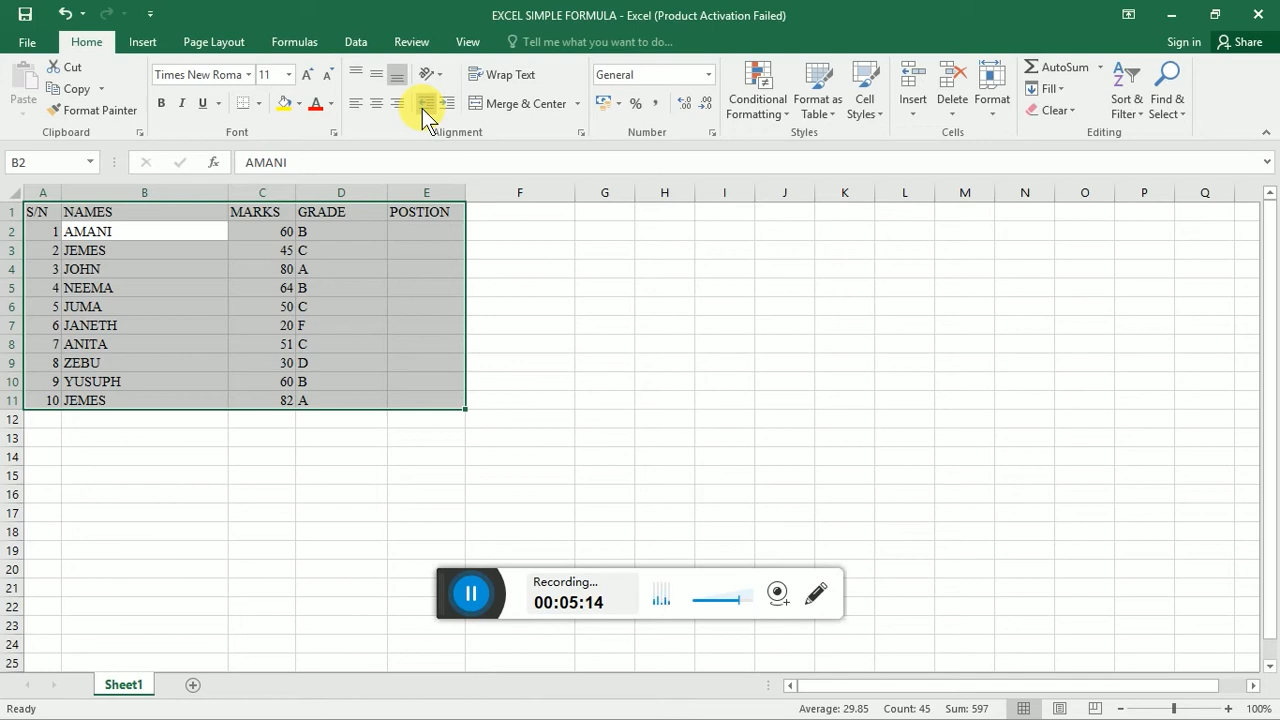 EXCEL SIMPLE FORMULA - Excel (Product Activation Failed)
File Home Insert Page Layout Formulas Data Review View Tell me what you want to do... Sign in Share
Paste Cut Copy Format Painter Clipboard
Times New Roma 11 A A B I U A Font
Wrap Text Merge & Center Alignment
General % , Number
Conditional Formatting Format as Table Cell Styles Styles
Insert Delete Format Cells
AutoSum Fill Clear Sort & Filter Find & Select Editing
B2 fx AMANI
A B C D E F G H I J K L M N O P Q
1 S/N NAMES MARKS GRADE POSTION
2 1 AMANI 60 B
3 2 JEMES 45 C
4 3 JOHN 80 A
5 4 NEEMA 64 B
6 5 JUMA 50 C
7 6 JANETH 20 F
8 7 ANITA 51 C
9 8 ZEBU 30 D
10 9 YUSUPH 60 B
11 10 JEMES 82 A
12
13
14
15
16
17
18
19
20
21
22
23
24
25
Recording...
00:05:14
Sheet1
Ready Average: 29.85 Count: 45 Sum: 597 100%